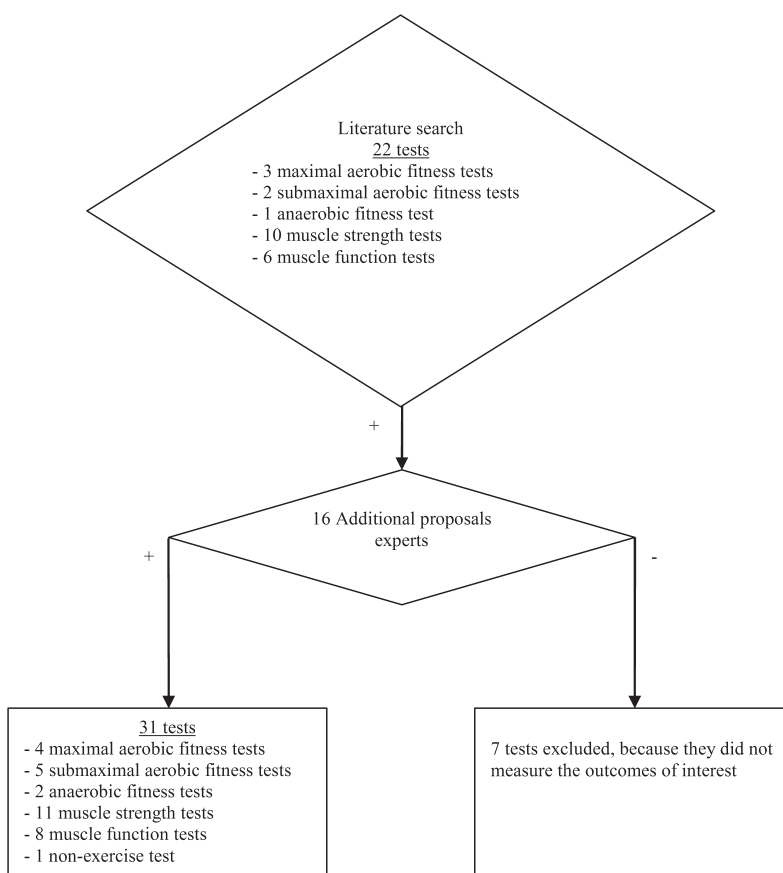 Literature search
22 tests
- 3 maximal aerobic fitness tests
- 2 submaximal aerobic fitness tests
- 1 anaerobic fitness test
- 10 muscle strength tests
- 6 muscle function tests
+
16 Additional proposals
experts
+
-
31 tests
- 4 maximal aerobic fitness tests
- 5 submaximal aerobic fitness tests
- 2 anaerobic fitness tests
- 11 muscle strength tests
- 8 muscle function tests
- 1 non-exercise test
7 tests excluded, because they did not
measure the outcomes of interest